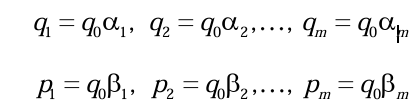 q₁ = q₀α₁, q₂ = q₀α₂,..., qₘ = q₀αₘ
p₁ = q₀β₁, p₂ = q₀β₂,..., pₘ = q₀βₘ